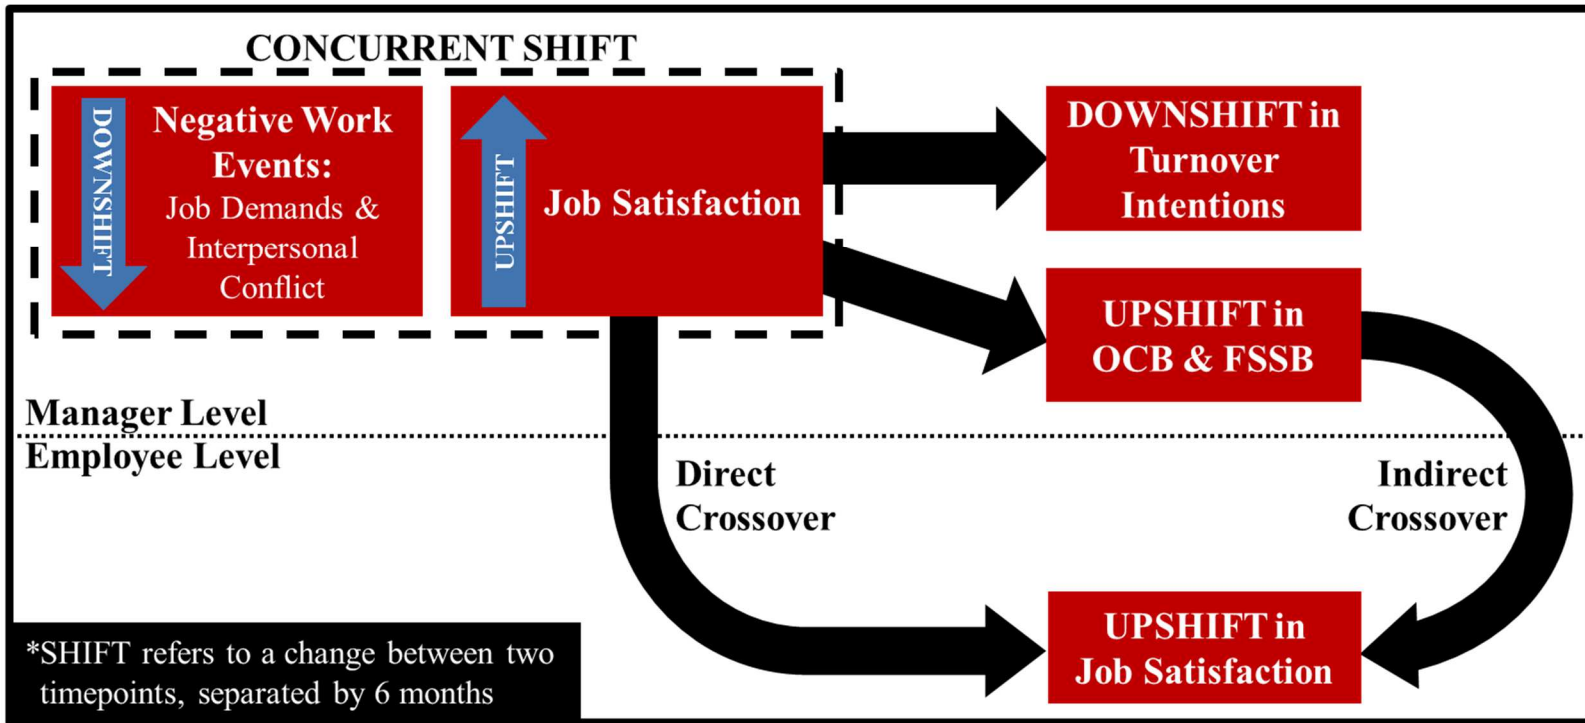 CONCURRENT SHIFT
DOWNSHIFT
Negative Work
Events:
Job Demands &
Interpersonal
Conflict
UPSHIFT
Job Satisfaction
DOWNSHIFT in
Turnover
Intentions
UPSHIFT in
OCB & FSSB
Manager Level
Employee Level
Direct
Crossover
Indirect
Crossover
UPSHIFT in
Job Satisfaction
*SHIFT refers to a change between two
timepoints, separated by 6 months